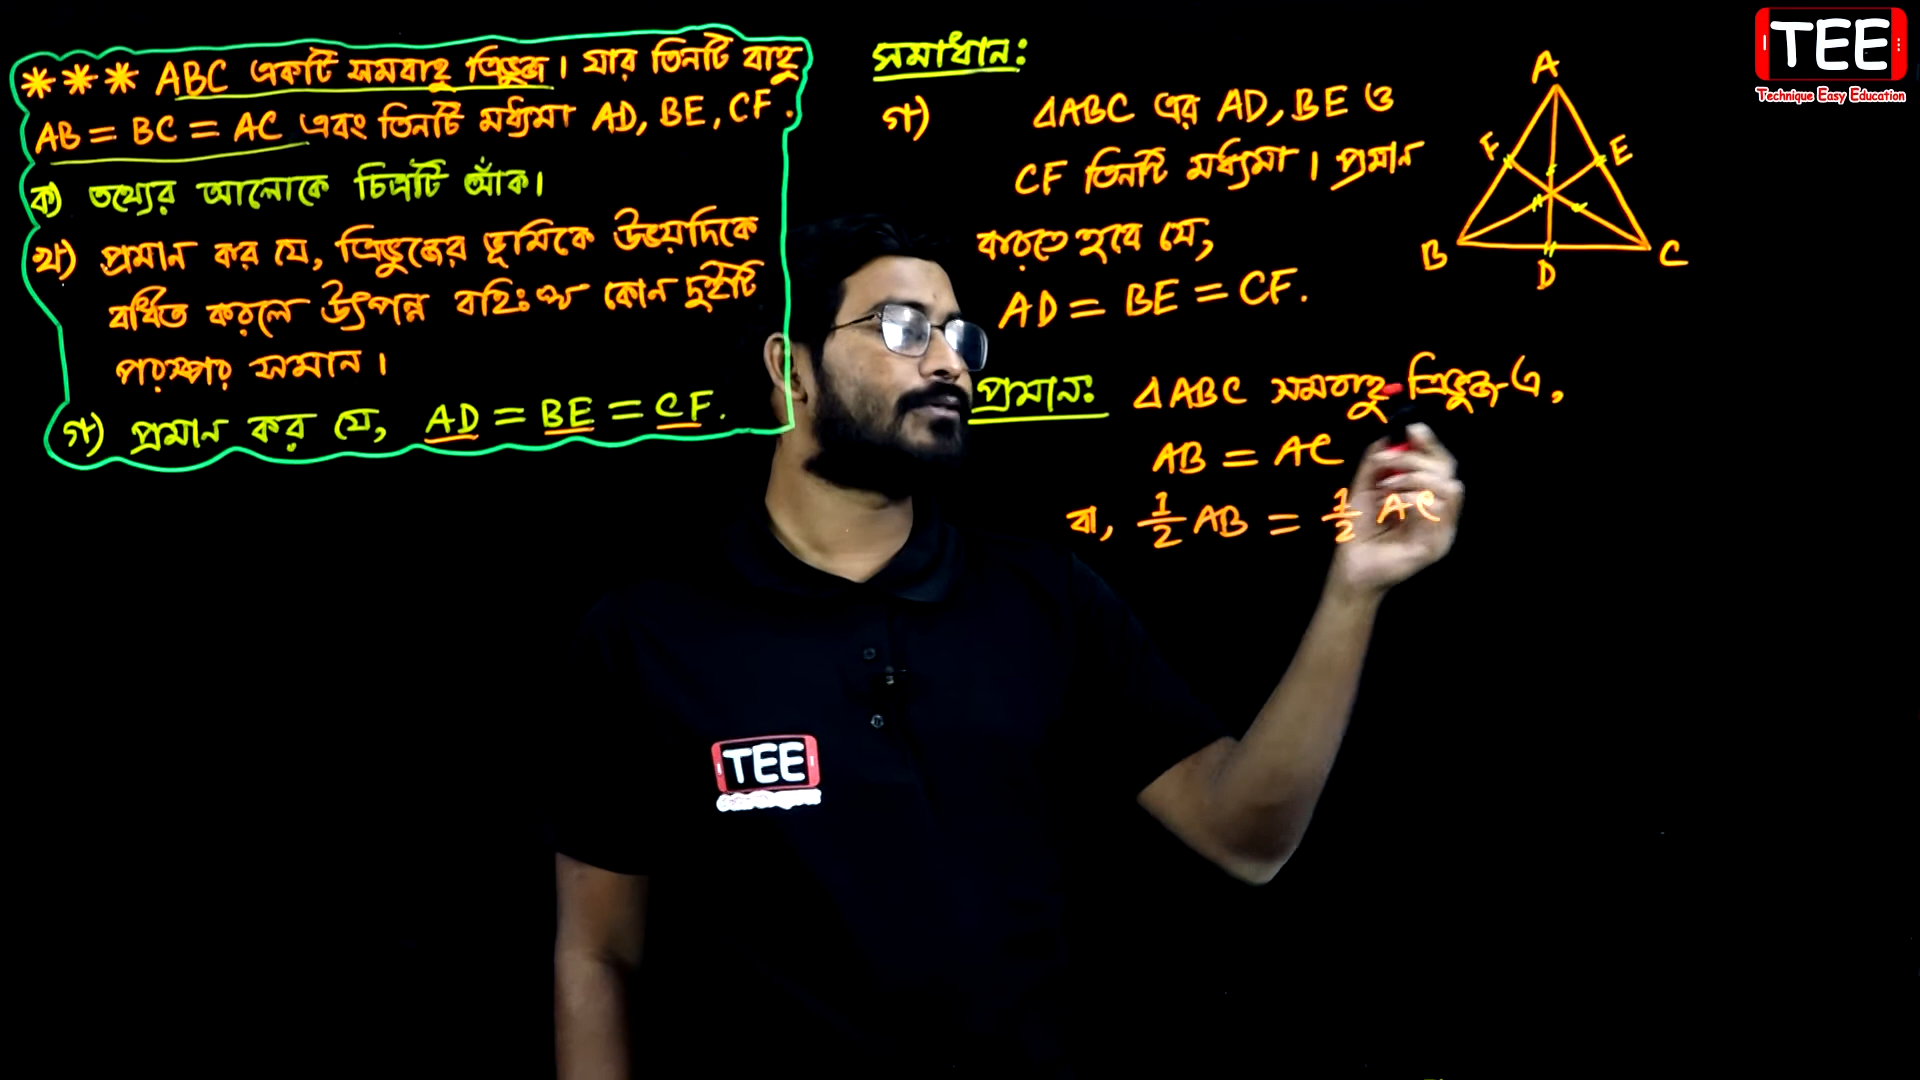 *** ABC একটি সমবাহু ত্রিভুজ। যার তিনটি বাহু
AB = BC = AC এবং তিনটি মধ্যমা AD, BE, CF.
ক) তথ্যের আলোকে চিত্রটি আঁক।
খ) প্রমান কর যে, ত্রিভুজের ভূমিকে উভয়দিকে
বর্ধিত করলে উৎপন্ন বহিঃস্থ কোন দুইটি
পরস্পর সমান।
গ) প্রমান কর যে, AD = BE = CF.
সমাধান:
গ) ΔABC এর AD, BE ও
CF তিনটি মধ্যমা। প্রমান
করতে হবে যে,
AD = BE = CF.
প্রমান: ΔABC সমবাহু ত্রিভুজ এ,
AB = AC
বা, 1/2 AB = 1/2 AC
A
F
E
B
D
C
TEE
Technique Easy Education
TEE